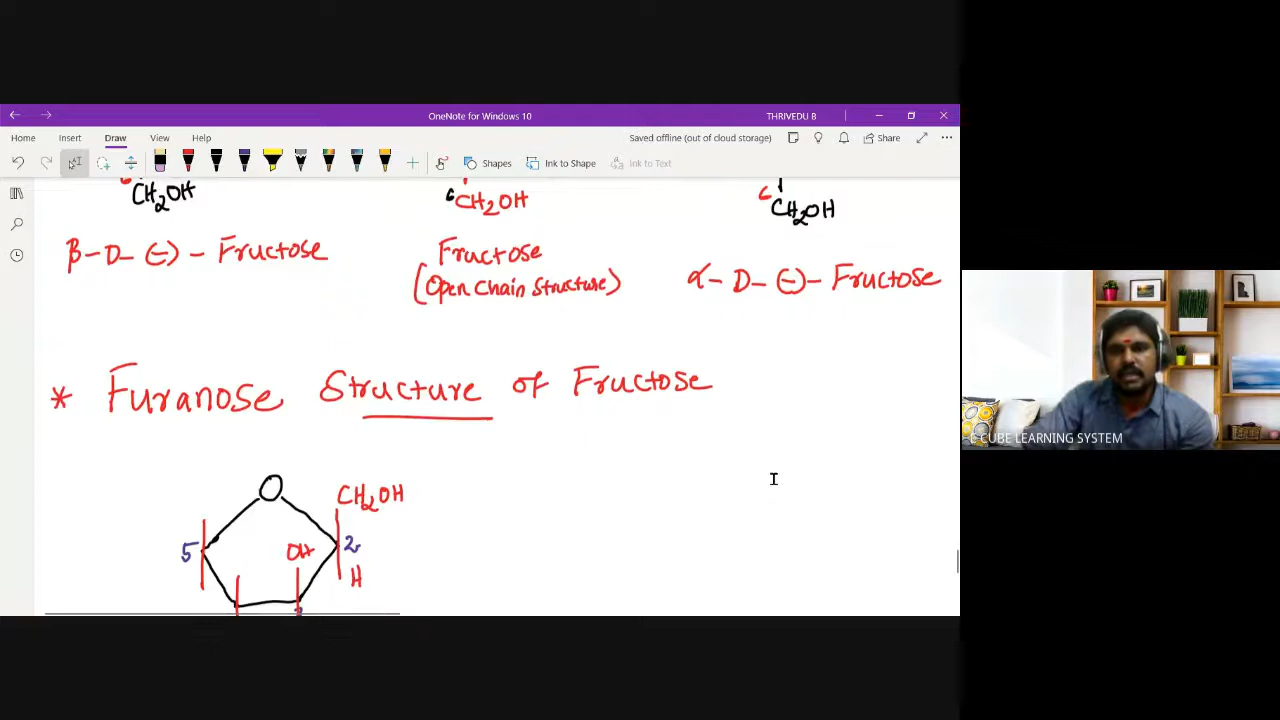 OneNote for Windows 10
THRIVEDU B
Home Insert Draw View Help
Saved offline (out of cloud storage)
Share
Shapes
Ink to Shape
Ink to Text
CH2OH
6 CH2OH
6 CH2OH
β-D-(-)-Fructose
Fructose
(Open Chain Structure)
α-D-(-)-Fructose
* Furanose Structure of Fructose
O
CH2OH
5
OH
2
H
C CUBE LEARNING SYSTEM